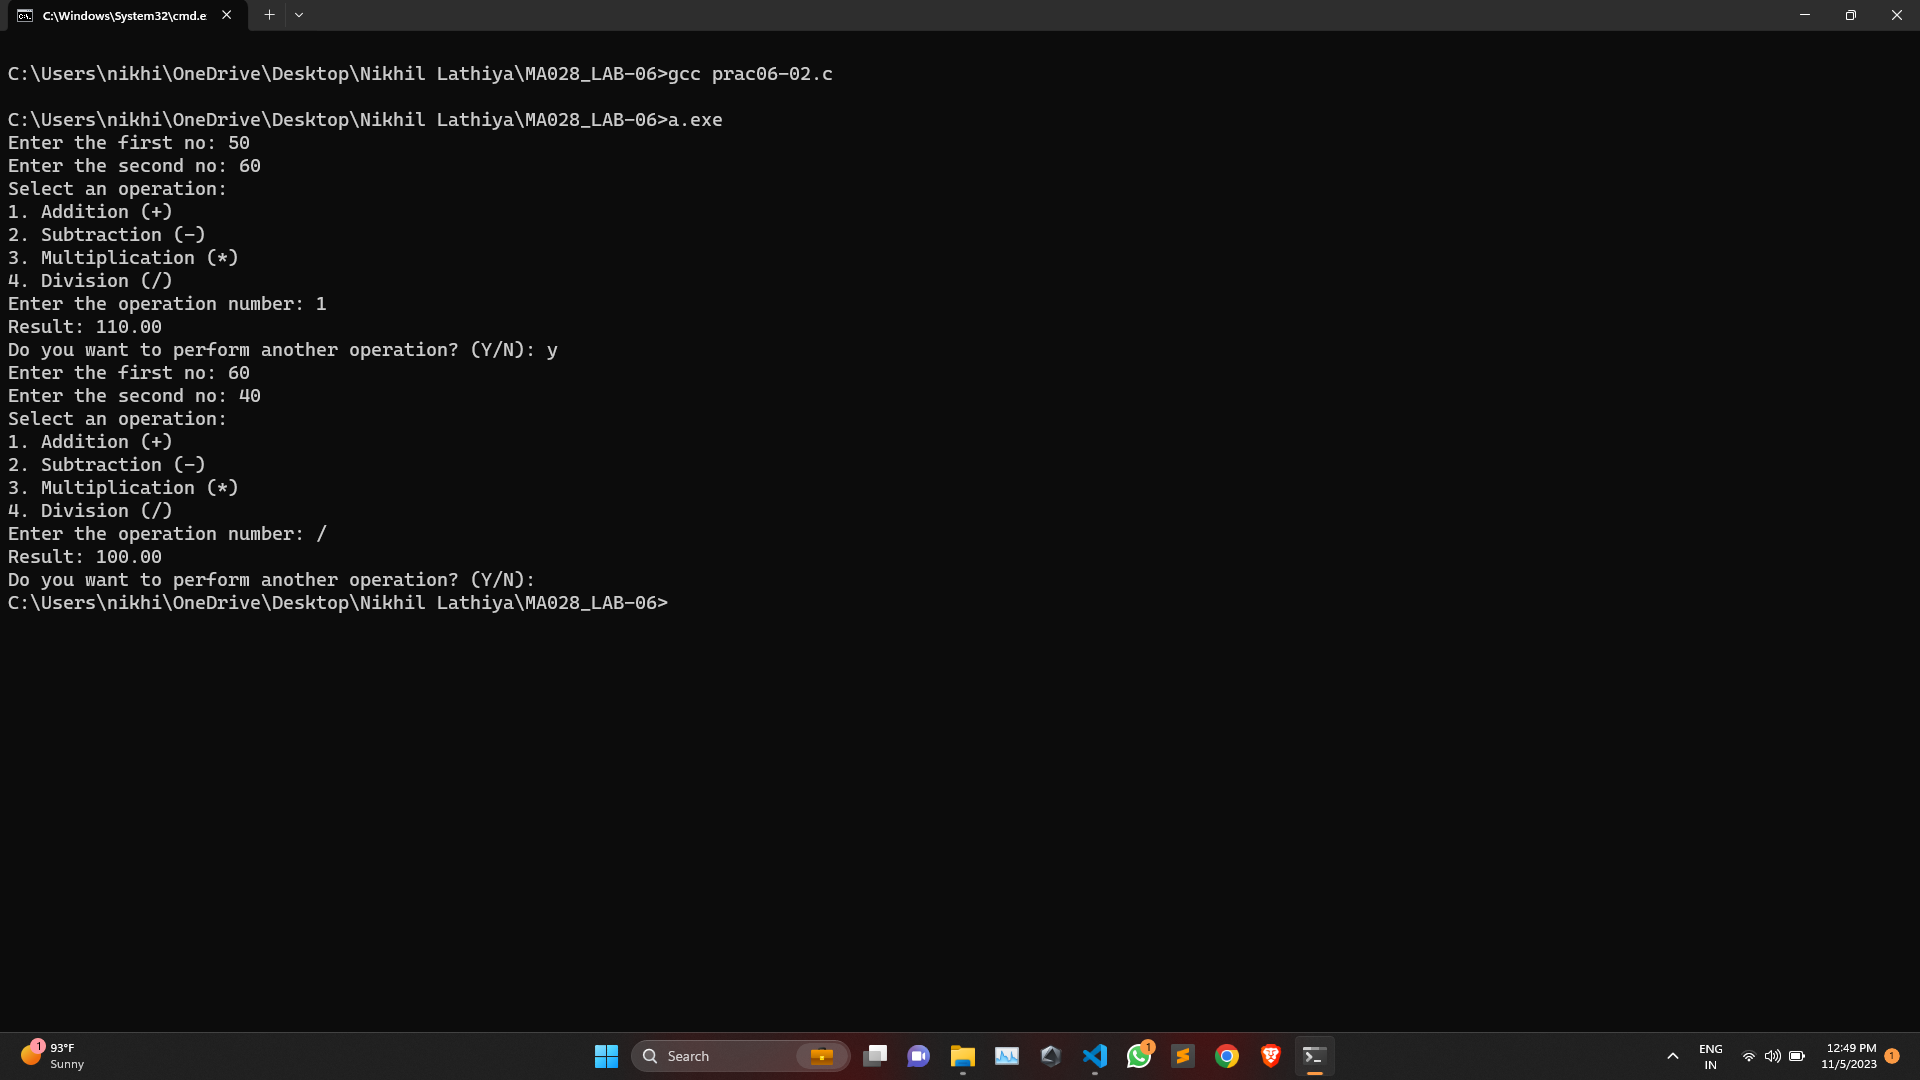 C:\Windows\System32\cmd.e
C:\Users\nikhi\OneDrive\Desktop\Nikhil Lathiya\MA028_LAB-06>gcc prac06-02.c
C:\Users\nikhi\OneDrive\Desktop\Nikhil Lathiya\MA028_LAB-06>a.exe
Enter the first no: 50
Enter the second no: 60
Select an operation:
1. Addition (+)
2. Subtraction (-)
3. Multiplication (*)
4. Division (/)
Enter the operation number: 1
Result: 110.00
Do you want to perform another operation? (Y/N): y
Enter the first no: 60
Enter the second no: 40
Select an operation:
1. Addition (+)
2. Subtraction (-)
3. Multiplication (*)
4. Division (/)
Enter the operation number: /
Result: 100.00
Do you want to perform another operation? (Y/N):
C:\Users\nikhi\OneDrive\Desktop\Nikhil Lathiya\MA028_LAB-06>
1
93°F
Sunny
Search
1
ENG
IN
12:49 PM
11/5/2023
1